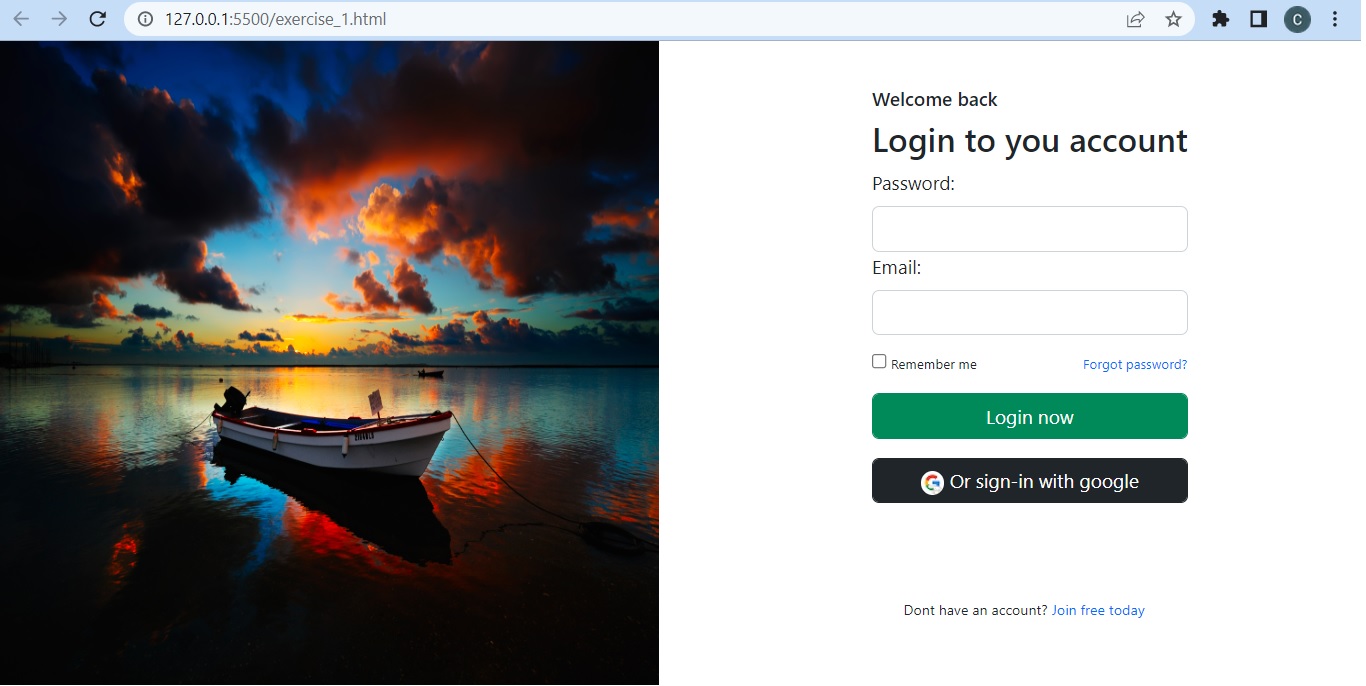 127.0.0.1:5500/exercise_1.html
C
Welcome back
Login to you account
Password:
Email:
Remember me
Forgot password?
Login now
Or sign-in with google
Dont have an account? Join free today